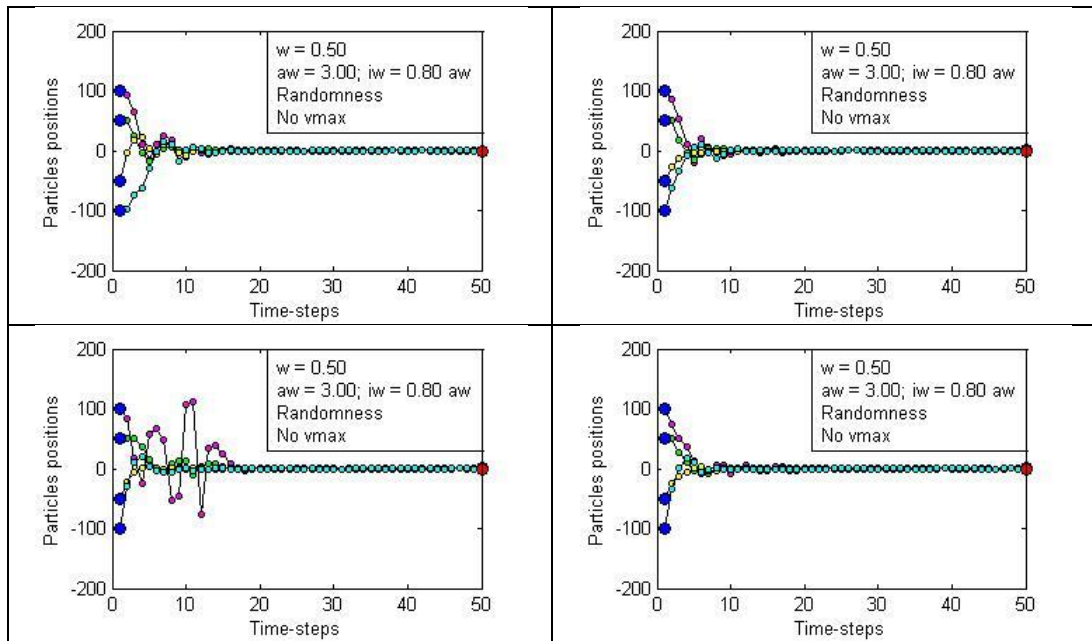 200
100
0
-100
-200
Particles positions
w = 0.50
aw = 3.00; iw = 0.80 aw
Randomness
No vmax
0 10 20 30 40 50
Time-steps
200
100
0
-100
-200
Particles positions
w = 0.50
aw = 3.00; iw = 0.80 aw
Randomness
No vmax
0 10 20 30 40 50
Time-steps
200
100
0
-100
-200
Particles positions
w = 0.50
aw = 3.00; iw = 0.80 aw
Randomness
No vmax
0 10 20 30 40 50
Time-steps
200
100
0
-100
-200
Particles positions
w = 0.50
aw = 3.00; iw = 0.80 aw
Randomness
No vmax
0 10 20 30 40 50
Time-steps